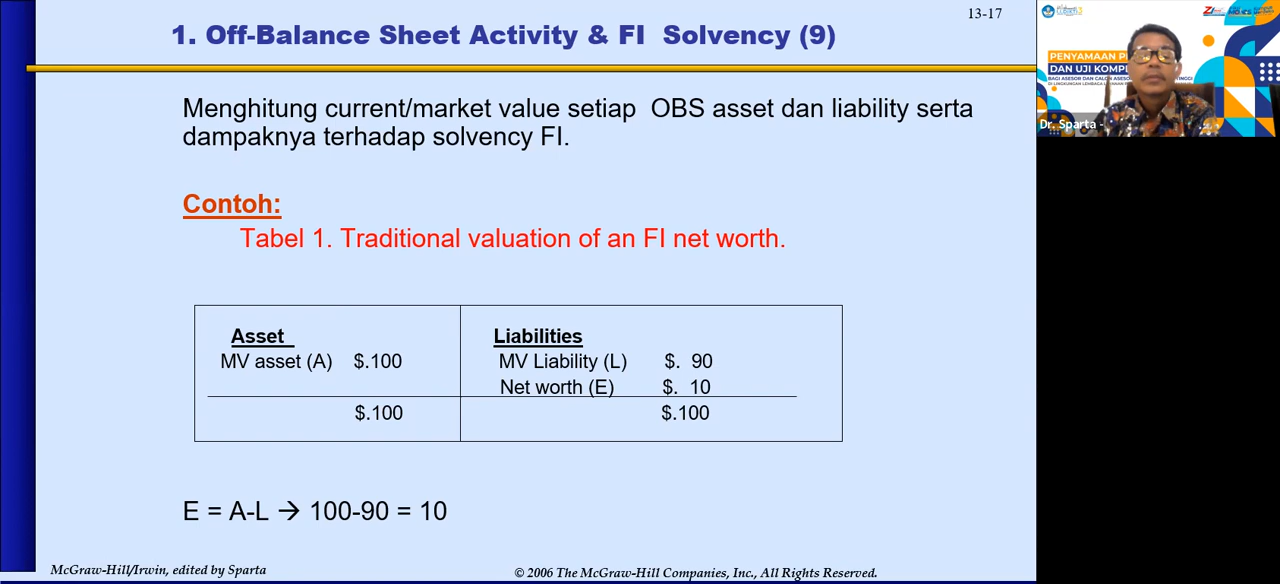 13-17
1. Off-Balance Sheet Activity & FI Solvency (9)
Menghitung current/market value setiap OBS asset dan liability serta
dampaknya terhadap solvency FI.
Contoh:
Tabel 1. Traditional valuation of an FI net worth.
Asset
MV asset (A) $.100
$.100
Liabilities
MV Liability (L) $. 90
Net worth (E) $. 10
$.100
E = A-L → 100-90 = 10
McGraw-Hill/Irwin, edited by Sparta
© 2006 The McGraw-Hill Companies, Inc., All Rights Reserved.
PENYAMAAN
DAN UJI KOMP
Dr. Sparta -